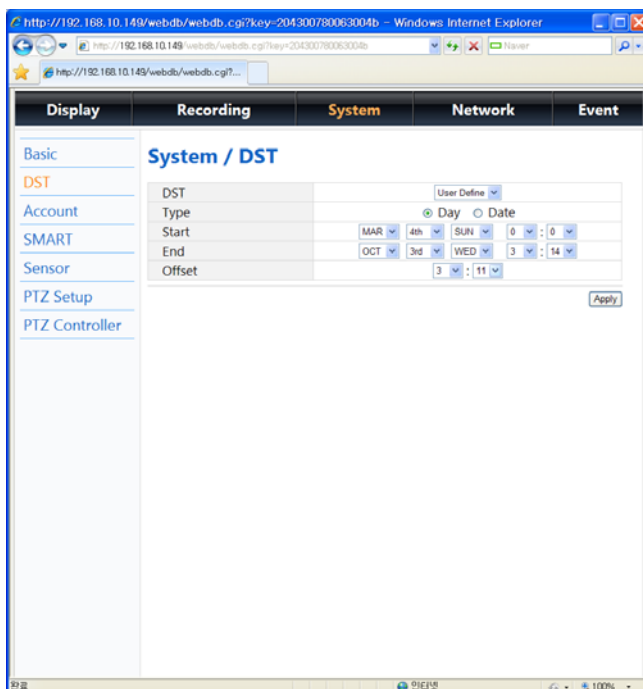 http://192.168.10.149/webdb/webdb.cgi?key=204300780063004b - Windows Internet Explorer
http://192.168.10.149/webdb/webdb.cgi?key=204300780063004b Naver
http://192.168.10.149/webdb/webdb.cgi?...
Display Recording System Network Event
Basic
DST
Account
SMART
Sensor
PTZ Setup
PTZ Controller
System / DST
DST User Define
Type Day Date
Start MAR 4th SUN 0 : 0
End OCT 3rd WED 3 : 14
Offset 3 : 11
Apply
완료 인터넷 100%